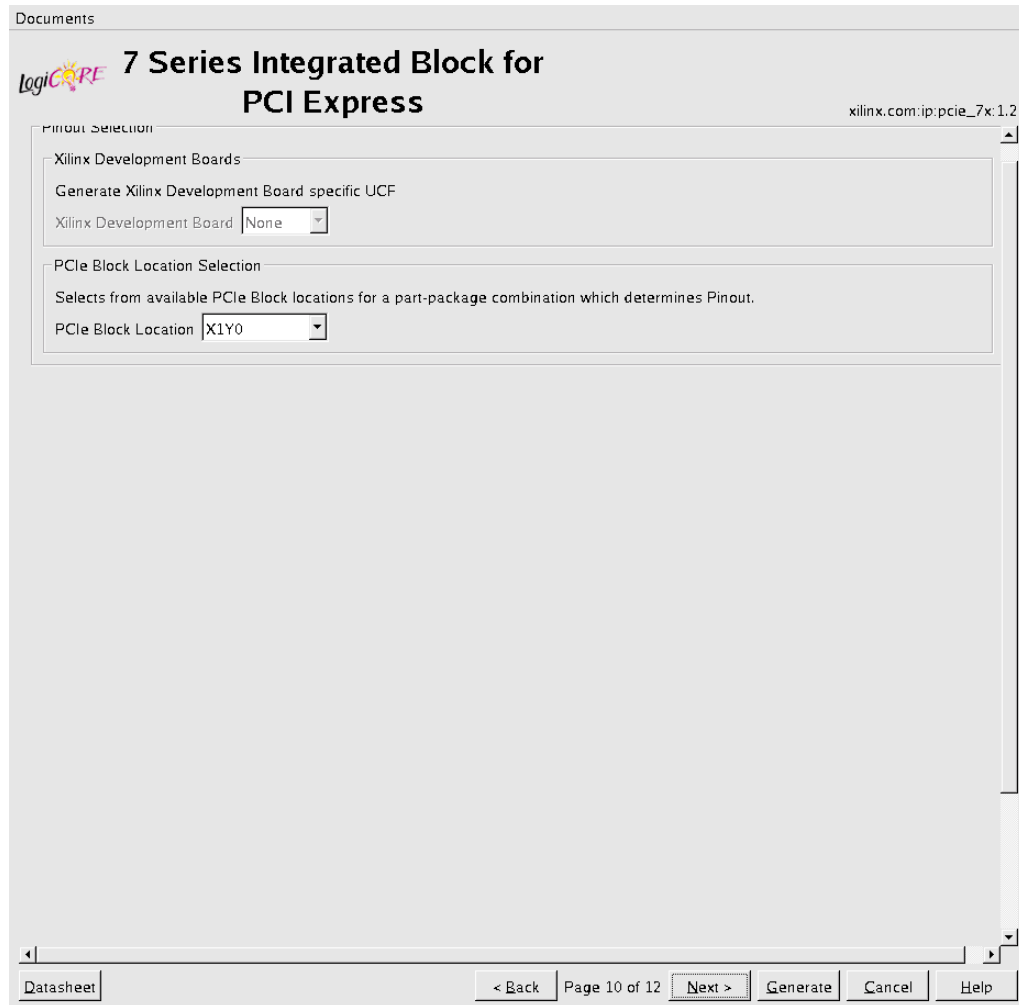 Documents
LogiCORE
7 Series Integrated Block for
PCI Express
xilinx.com:ip:pcie_7x:1.2
Pinout Selection
Xilinx Development Boards
Generate Xilinx Development Board specific UCF
Xilinx Development Board None
PCIe Block Location Selection
Selects from available PCIe Block locations for a part-package combination which determines Pinout.
PCIe Block Location X1Y0
Datasheet < Back Page 10 of 12 Next > Generate Cancel Help